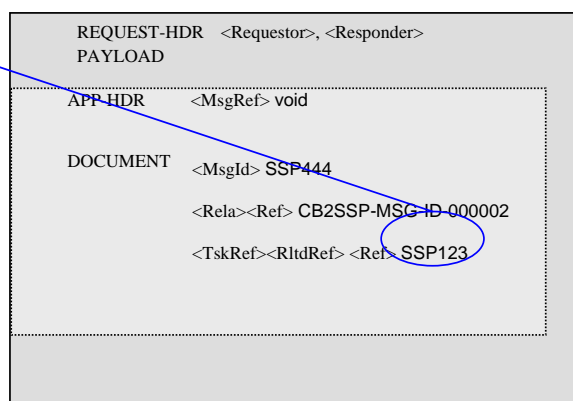 REQUEST-HDR <Requestor>, <Responder>
PAYLOAD
APP-HDR <MsgRef> void
DOCUMENT <MsgId> SSP444
<Rela><Ref> CB2SSP-MSG-ID-000002
<TskRef><RltdRef> <Ref> SSP123